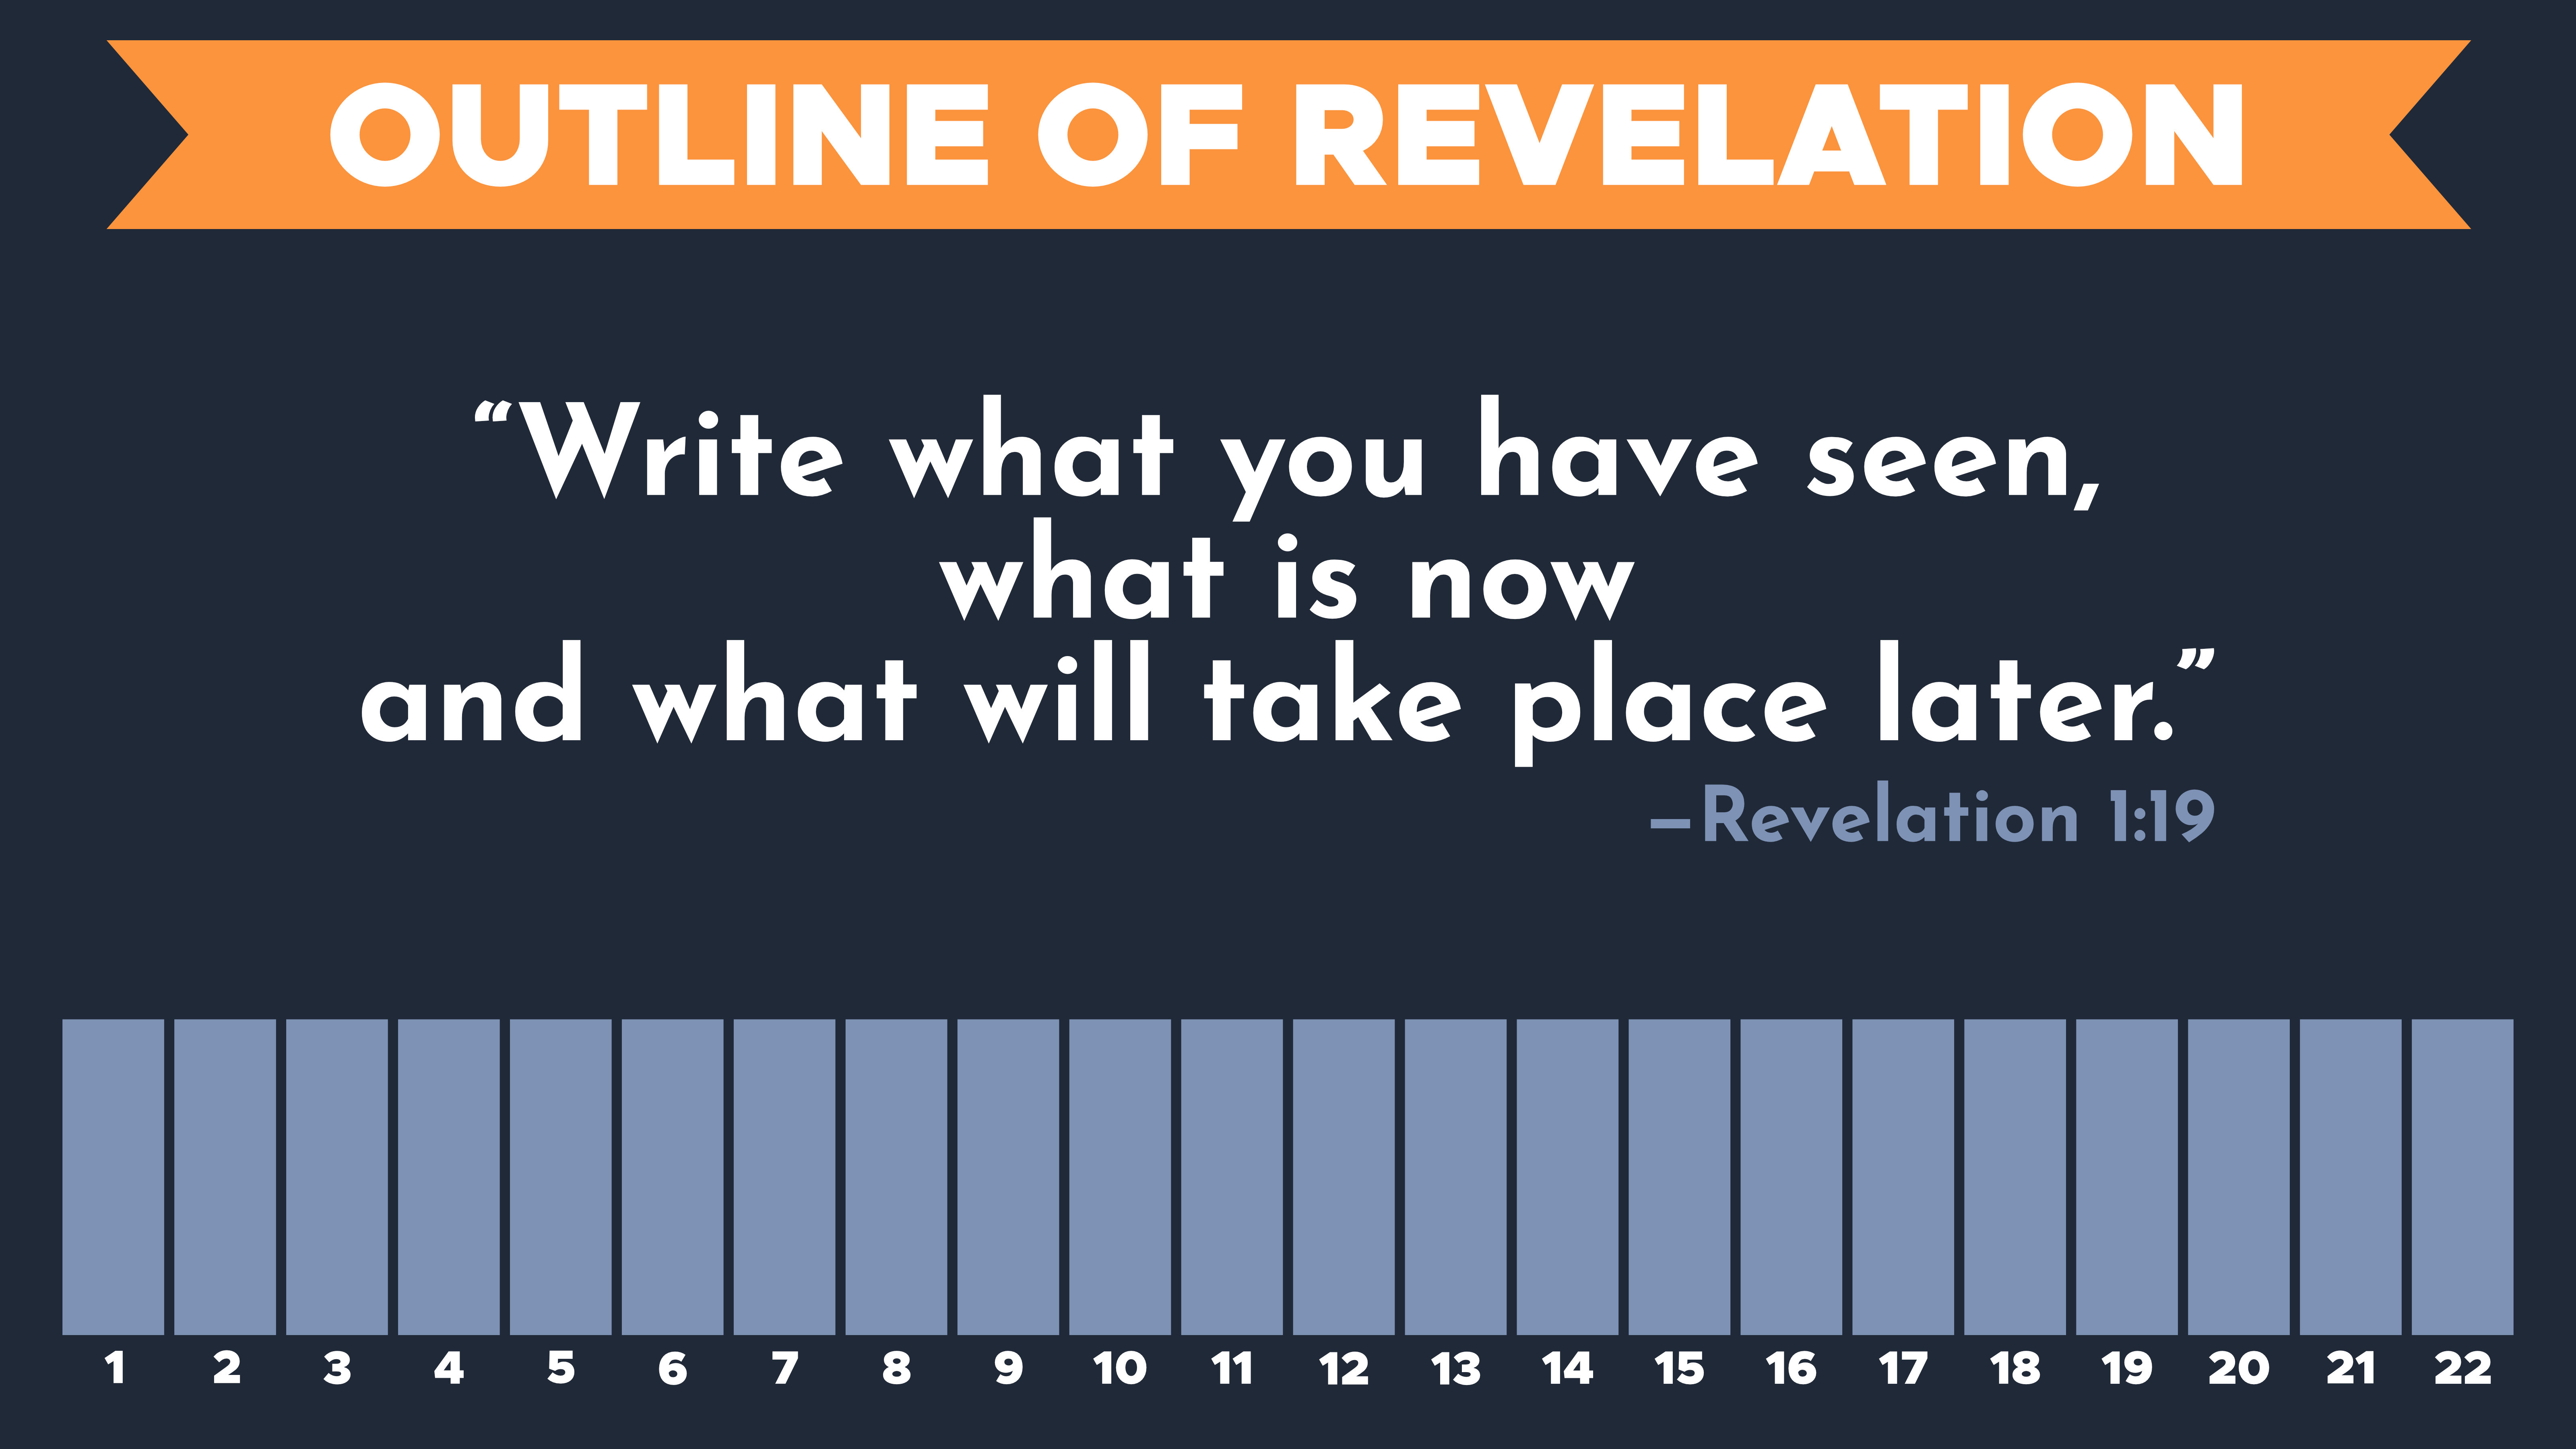 OUTLINE OF REVELATION
“Write what you have seen,
what is now
and what will take place later.”
—Revelation 1:19
1 2 3 4 5 6 7 8 9 10 11 12 13 14 15 16 17 18 19 20 21 22